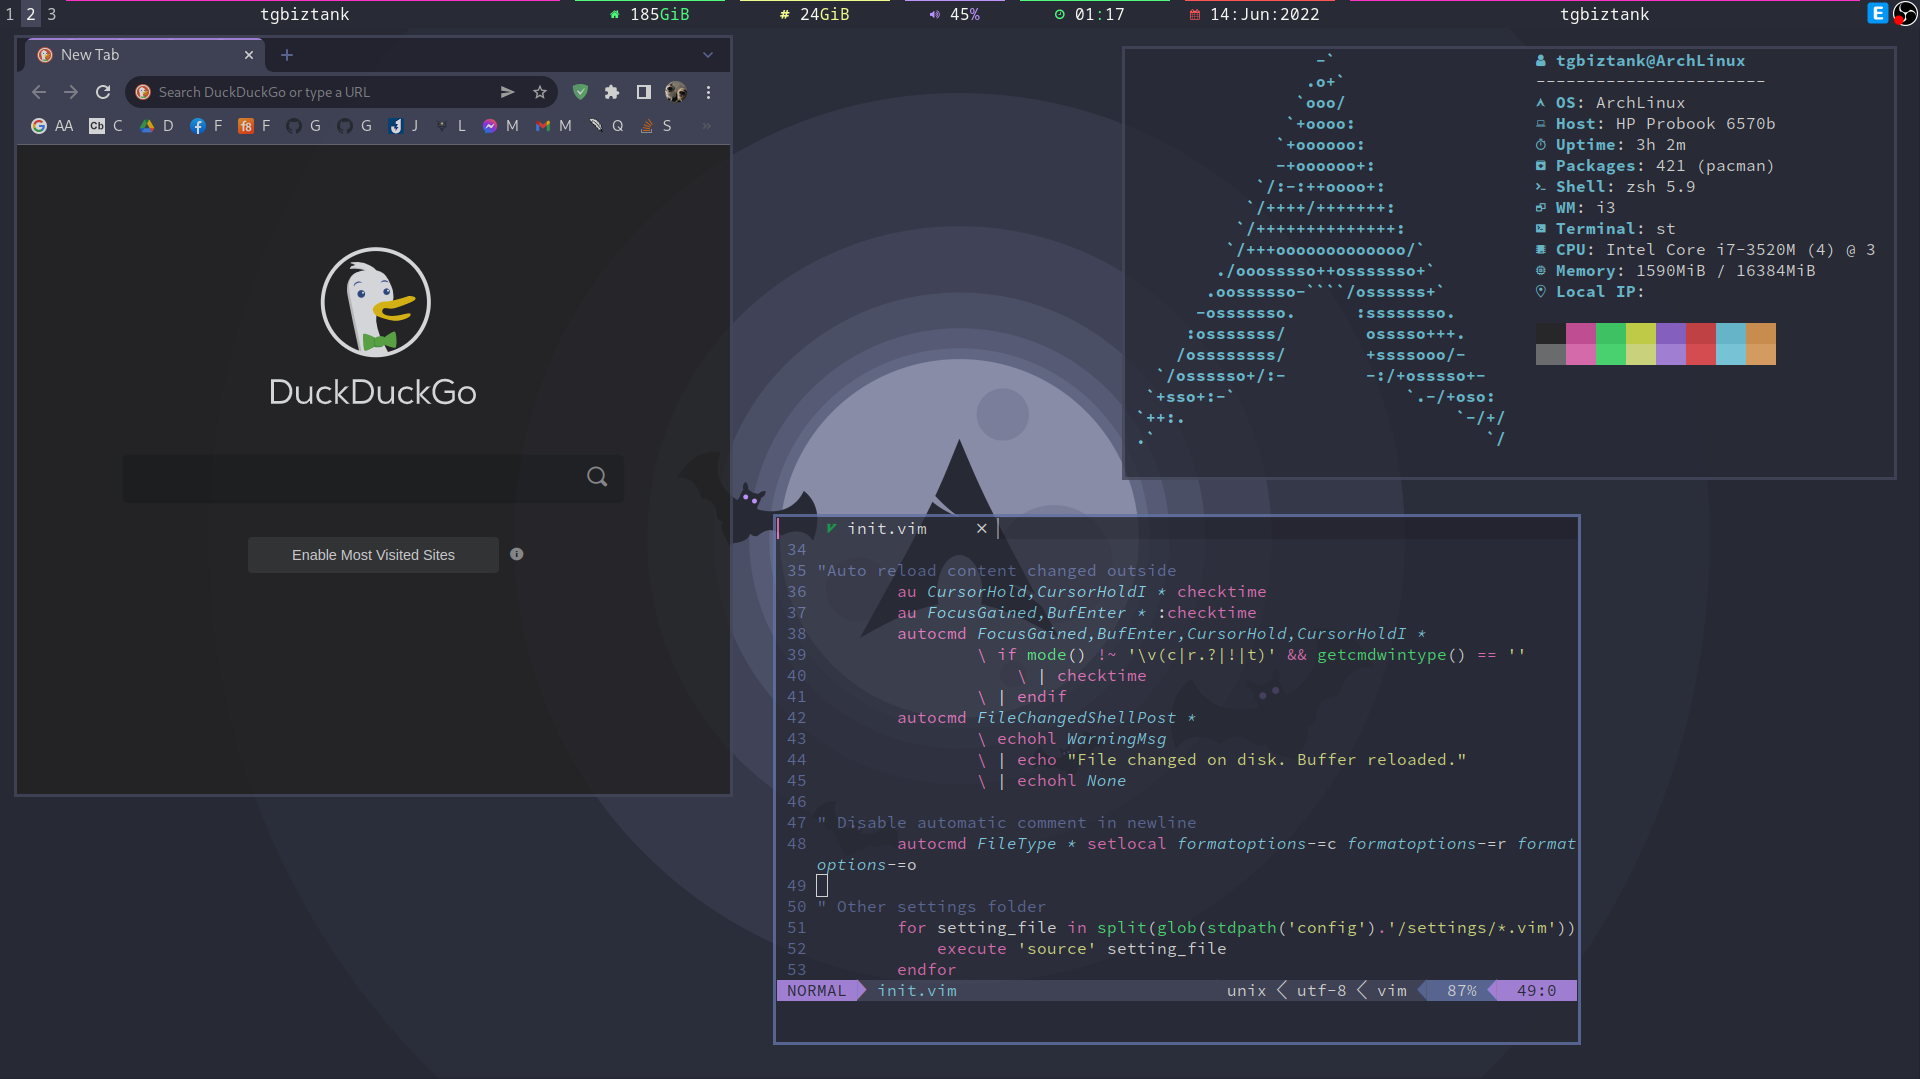 1 2 3 tgbiztank 185GiB # 24GiB 45% 01:17 14:Jun:2022 tgbiztank E
New Tab × +
Search DuckDuckGo or type a URL
AA Cb C D F f8 F G G J L M M Q S »
DuckDuckGo
Enable Most Visited Sites
-`
.o+`
`ooo/
`+oooo:
`+oooooo:
-+oooooo+:
`/:-:++oooo+:
`/++++/+++++++:
`/++++++++++++++:
`/+++ooooooooooooo/`
./ooosssso++osssssso+`
.oossssso-````/ossssss+`
-osssssso. :ssssssso.
:osssssss/ osssso+++.
/ossssssss/ +ssssooo/-
`/ossssso+/:- -:/+osssso+-
`+sso+:-` `.-/+oso:
`++:. `-/+/
.` `/
tgbiztank@ArchLinux
-----------------------
OS: ArchLinux
Host: HP Probook 6570b
Uptime: 3h 2m
Packages: 421 (pacman)
Shell: zsh 5.9
WM: i3
Terminal: st
CPU: Intel Core i7-3520M (4) @ 3
Memory: 1590MiB / 16384MiB
Local IP:
init.vim ×
34
35 "Auto reload content changed outside
36 au CursorHold,CursorHoldI * checktime
37 au FocusGained,BufEnter * :checktime
38 autocmd FocusGained,BufEnter,CursorHold,CursorHoldI *
39 \ if mode() !~ '\v(c|r.?|!|t)' && getcmdwintype() == ''
40 \ | checktime
41 \ | endif
42 autocmd FileChangedShellPost *
43 \ echohl WarningMsg
44 \ | echo "File changed on disk. Buffer reloaded."
45 \ | echohl None
46
47 " Disable automatic comment in newline
48 autocmd FileType * setlocal formatoptions-=c formatoptions-=r format
options-=o
49
50 " Other settings folder
51 for setting_file in split(glob(stdpath('config').'/settings/*.vim'))
52 execute 'source' setting_file
53 endfor
NORMAL init.vim unix < utf-8 < vim 87% 49:0